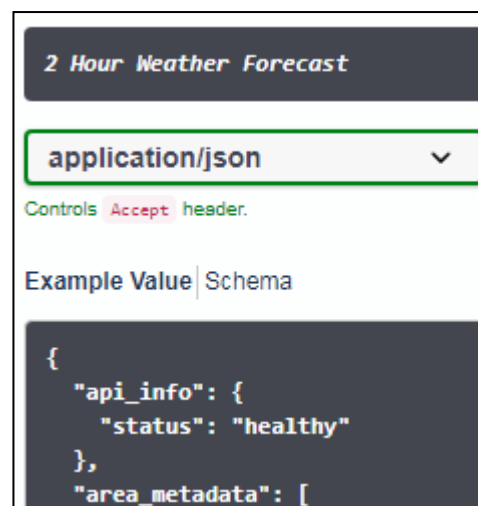 2 Hour Weather Forecast
application/json
Controls Accept header.
Example Value Schema
{
"api_info": {
"status": "healthy"
},
"area_metadata": [